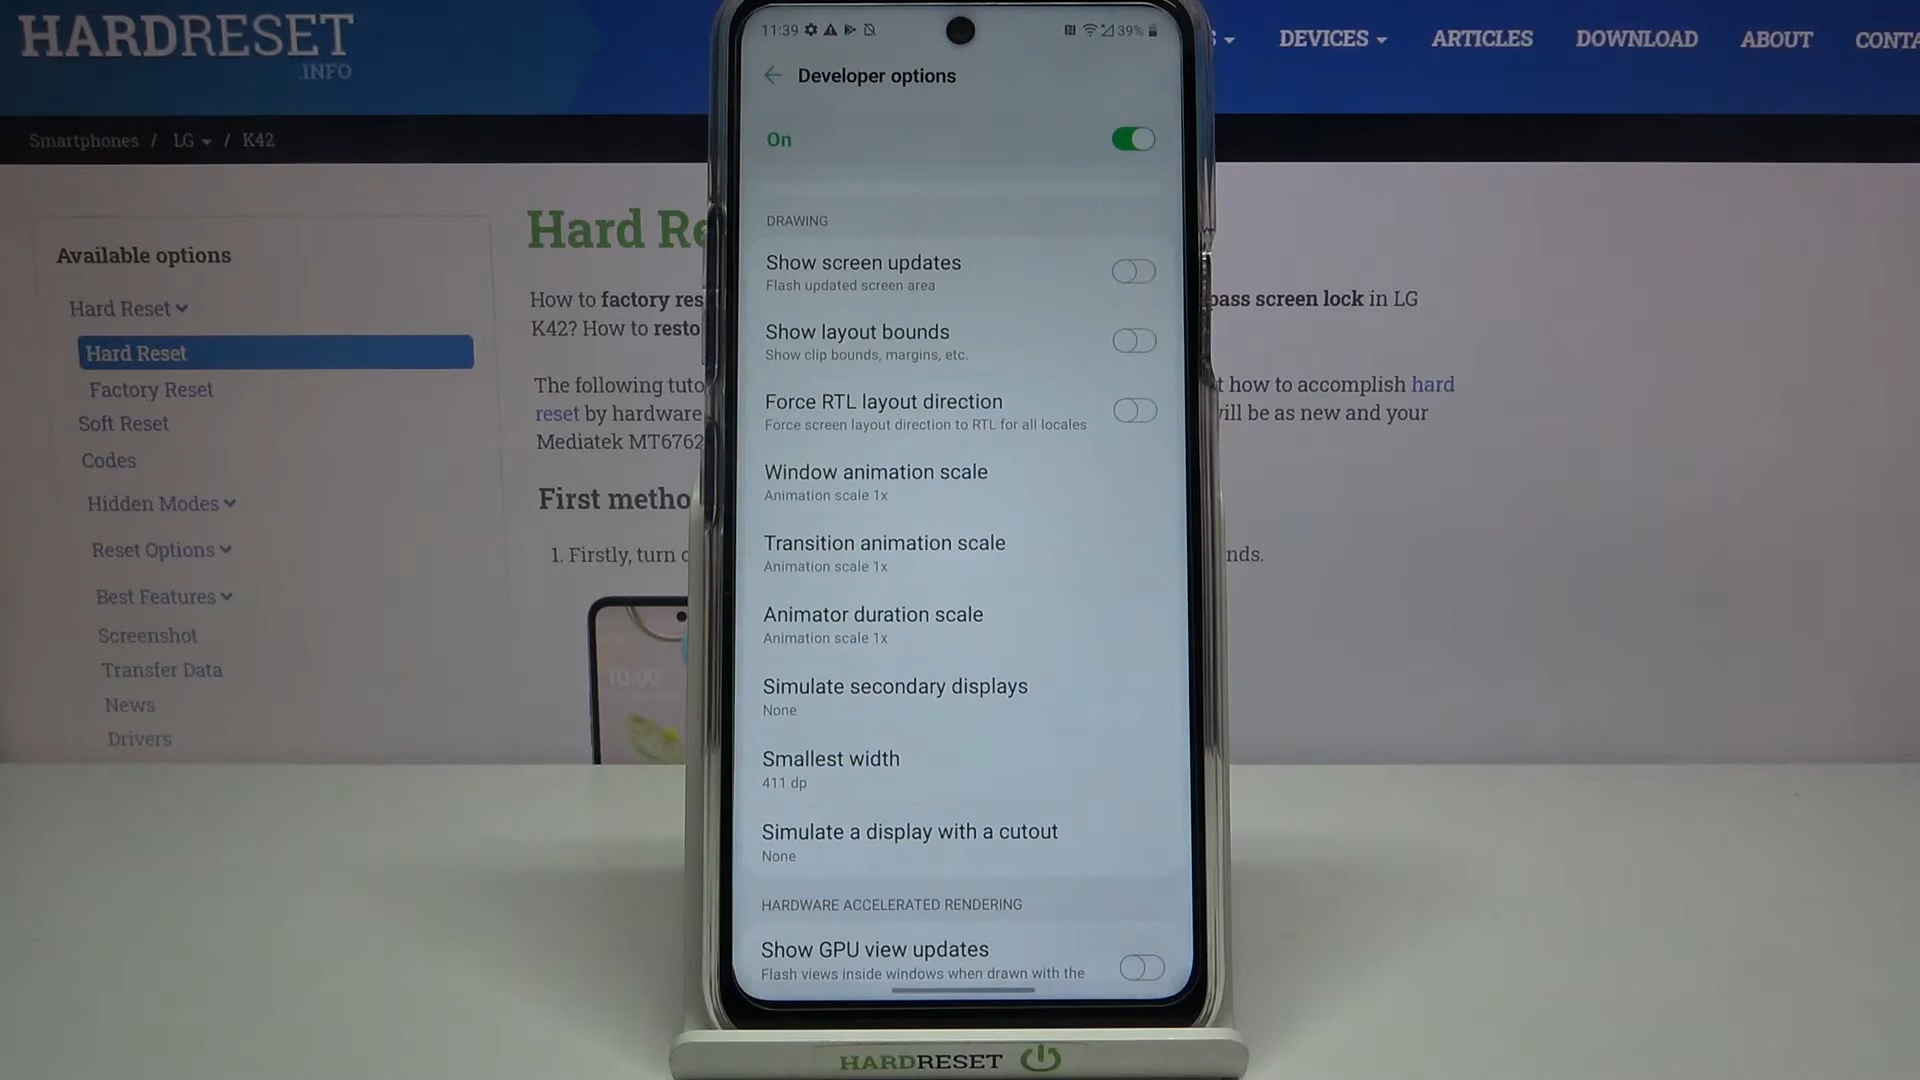 HARDRESET
.INFO
DEVICES
ARTICLES
DOWNLOAD
ABOUT
CONTA
Smartphones / LG / K42
Available options
Hard Reset
Hard Reset
Factory Reset
Soft Reset
Codes
Hidden Modes
Reset Options
Best Features
Screenshot
Transfer Data
News
Drivers
Hard Re
How to factory res
pass screen lock in LG
K42? How to resto
The following tuto
t how to accomplish hard
reset by hardware
ill be as new and your
Mediatek MT6762
First metho
1. Firstly, turn o
nds.
10:00
11:39
39%
Developer options
On
DRAWING
Show screen updates
Flash updated screen area
Show layout bounds
Show clip bounds, margins, etc.
Force RTL layout direction
Force screen layout direction to RTL for all locales
Window animation scale
Animation scale 1x
Transition animation scale
Animation scale 1x
Animator duration scale
Animation scale 1x
Simulate secondary displays
None
Smallest width
411 dp
Simulate a display with a cutout
None
HARDWARE ACCELERATED RENDERING
Show GPU view updates
Flash views inside windows when drawn with the
HARDRESET